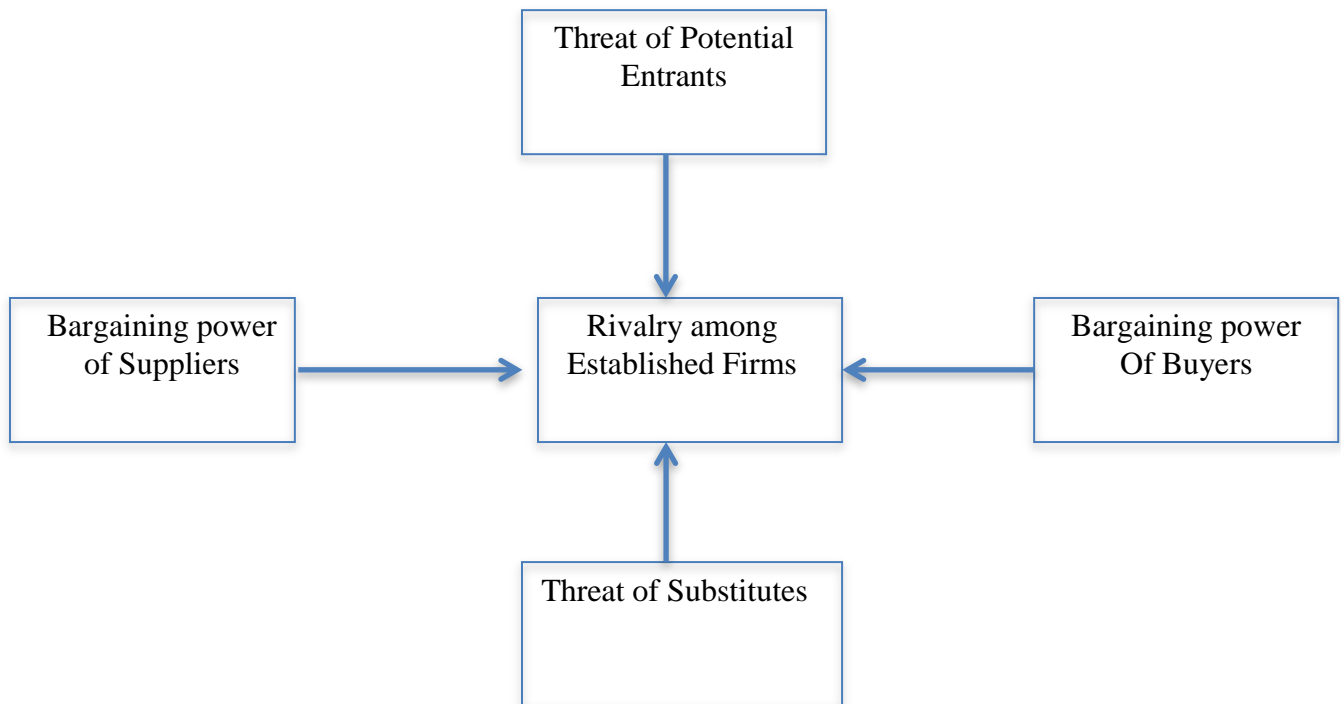 Threat of Potential
Entrants
Bargaining power
of Suppliers
Rivalry among
Established Firms
Bargaining power
Of Buyers
Threat of Substitutes